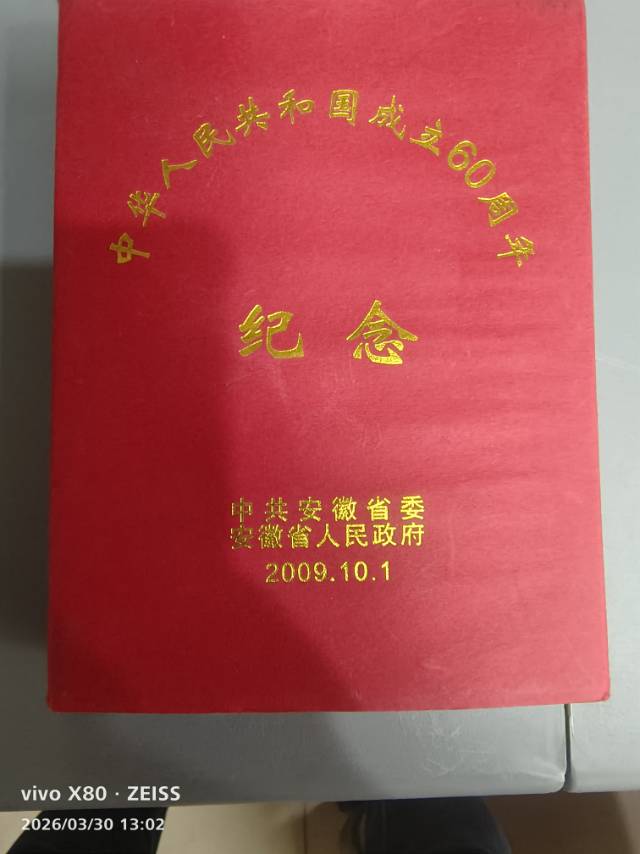 中华人民共和国成立60周年
纪念
中共安徽省委
安徽省人民政府
2009.10.1
vivo X80 · ZEISS
2026/03/30 13:02